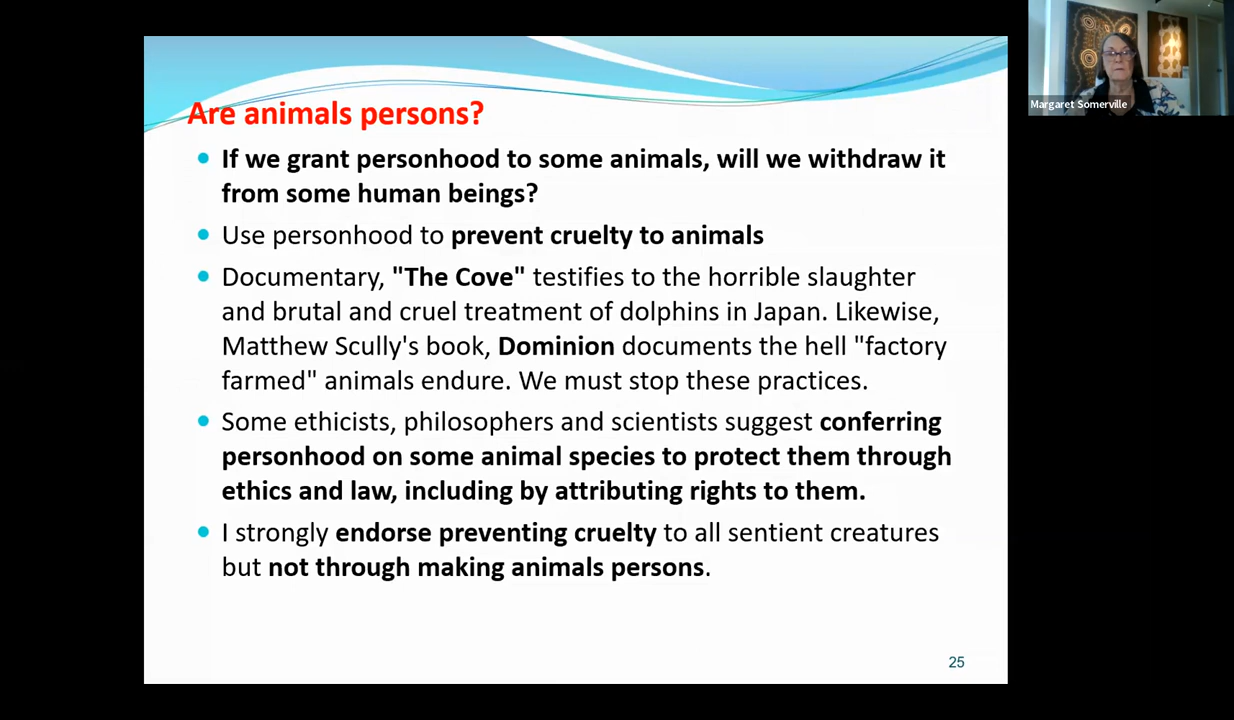 Are animals persons?
If we grant personhood to some animals, will we withdraw it
from some human beings?
Use personhood to prevent cruelty to animals
Documentary, "The Cove" testifies to the horrible slaughter
and brutal and cruel treatment of dolphins in Japan. Likewise,
Matthew Scully's book, Dominion documents the hell "factory
farmed" animals endure. We must stop these practices.
Some ethicists, philosophers and scientists suggest conferring
personhood on some animal species to protect them through
ethics and law, including by attributing rights to them.
I strongly endorse preventing cruelty to all sentient creatures
but not through making animals persons.
25
Margaret Somerville